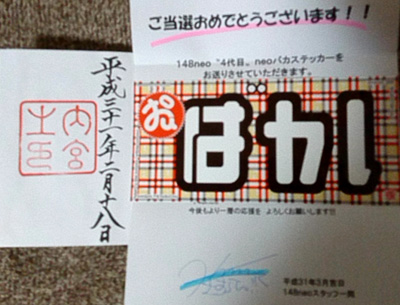 平成三十一年二月十八日
内宮
之印
ご当選おめでとうございます！！
148neo “4代目” neoバカステッカーを
お送りさせていただきます。
ばカし
今後もより一層の応援を よろしくお願いします!!!
平成31年3月吉日
148neoスタッフ一同